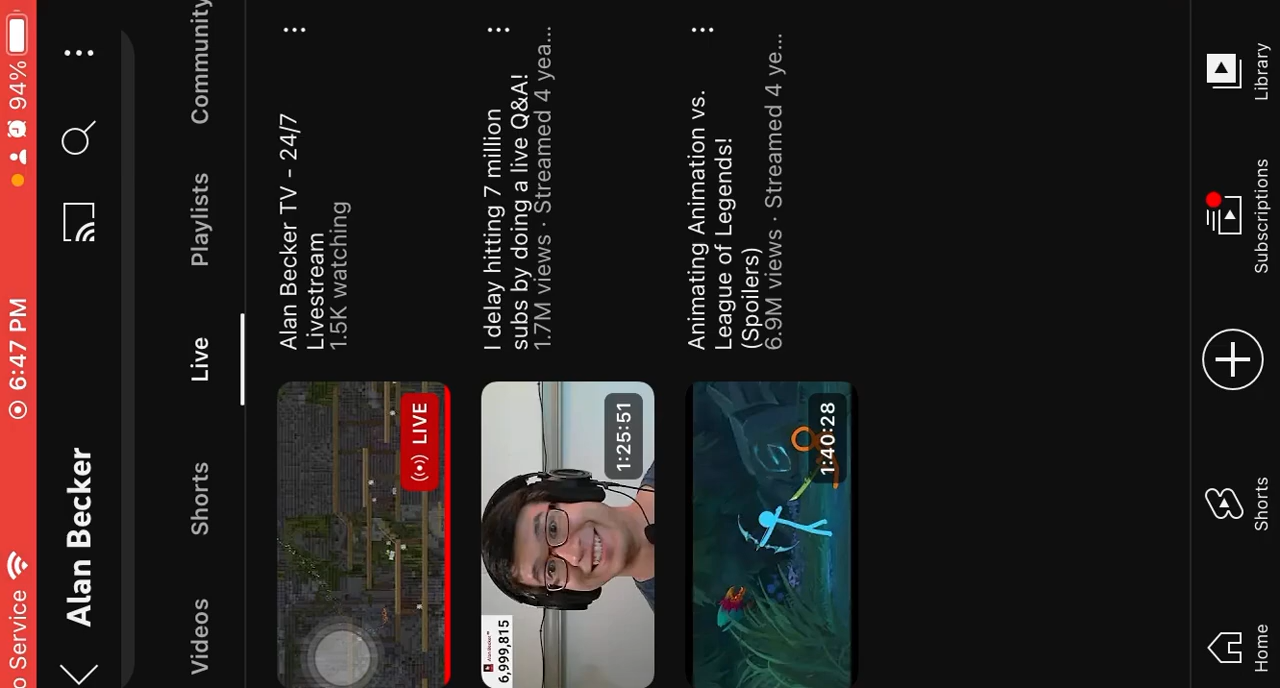 o Service 6:47 PM 94%
Alan Becker
Videos Shorts Live Playlists Community
LIVE
Alan Becker TV - 24/7
Livestream
1.5K watching
6,999,815
1:25:51
I delay hitting 7 million
subs by doing a live Q&A!
1.7M views · Streamed 4 yea...
1:40:28
Animating Animation vs.
League of Legends!
(Spoilers)
6.9M views · Streamed 4 ye...
Home Shorts Subscriptions Library